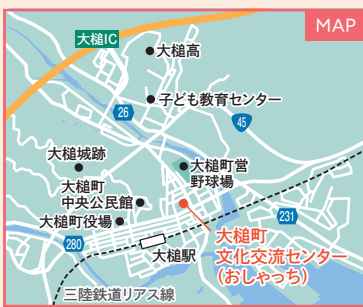 MAP
大槌IC
大槌高
子ども教育センター
26
45
大槌城跡
大槌町営
野球場
大槌町
中央公民館
大槌町役場
231
280
大槌駅
大槌町
文化交流センター
(おしゃっち)
三陸鉄道リアス線